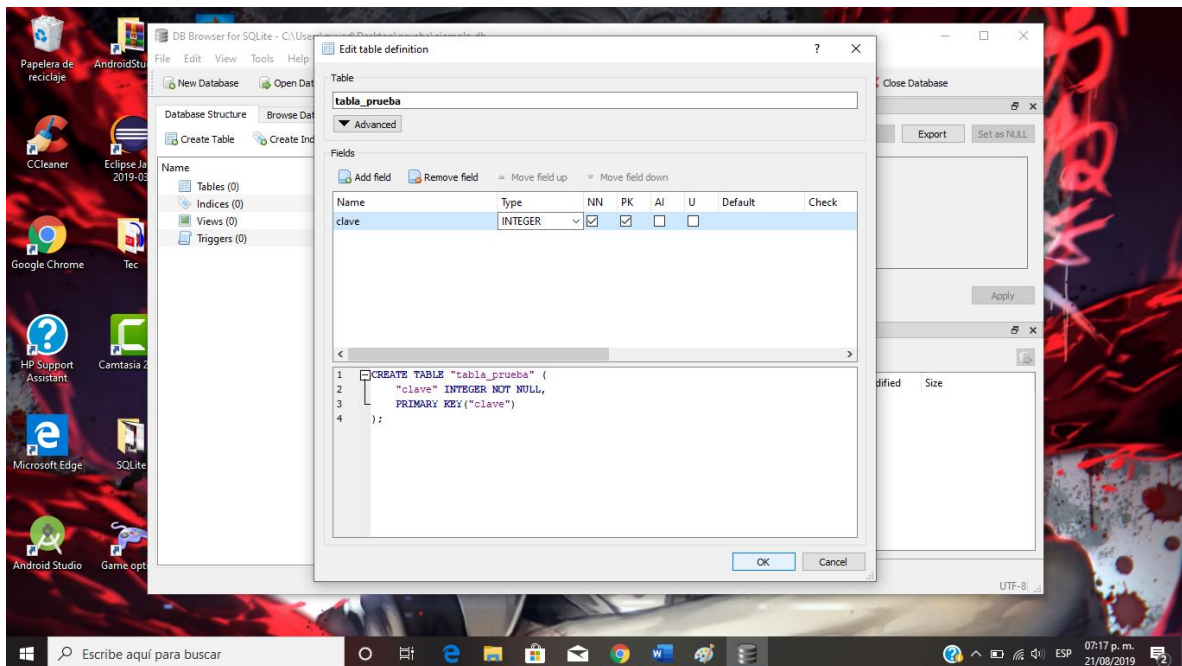 Papelera de
reciclaje
AndroidStu
CCleaner
Eclipse Ja
2019-03
Google Chrome
Tec
HP Support
Assistant
Camtasia 2
Microsoft Edge
SQLite
Android Studio
Game opti
DB Browser for SQLite - C:\User
File Edit View Tools Help
New Database Open Dat
Close Database
Database Structure Browse Dat
Create Table Create Ind
Export Set as NULL
Name
Tables (0)
Indices (0)
Views (0)
Triggers (0)
Apply
dified Size
UTF-8
Edit table definition ? ×
Table
tabla_prueba
Advanced
Fields
Add field Remove field Move field up Move field down
Name Type NN PK AI U Default Check
clave INTEGER
1 CREATE TABLE "tabla_prueba" (
2 "clave" INTEGER NOT NULL,
3 PRIMARY KEY("clave")
4 );
OK Cancel
Escribe aquí para buscar
ESP
07:17 p. m.
21/08/2019
2